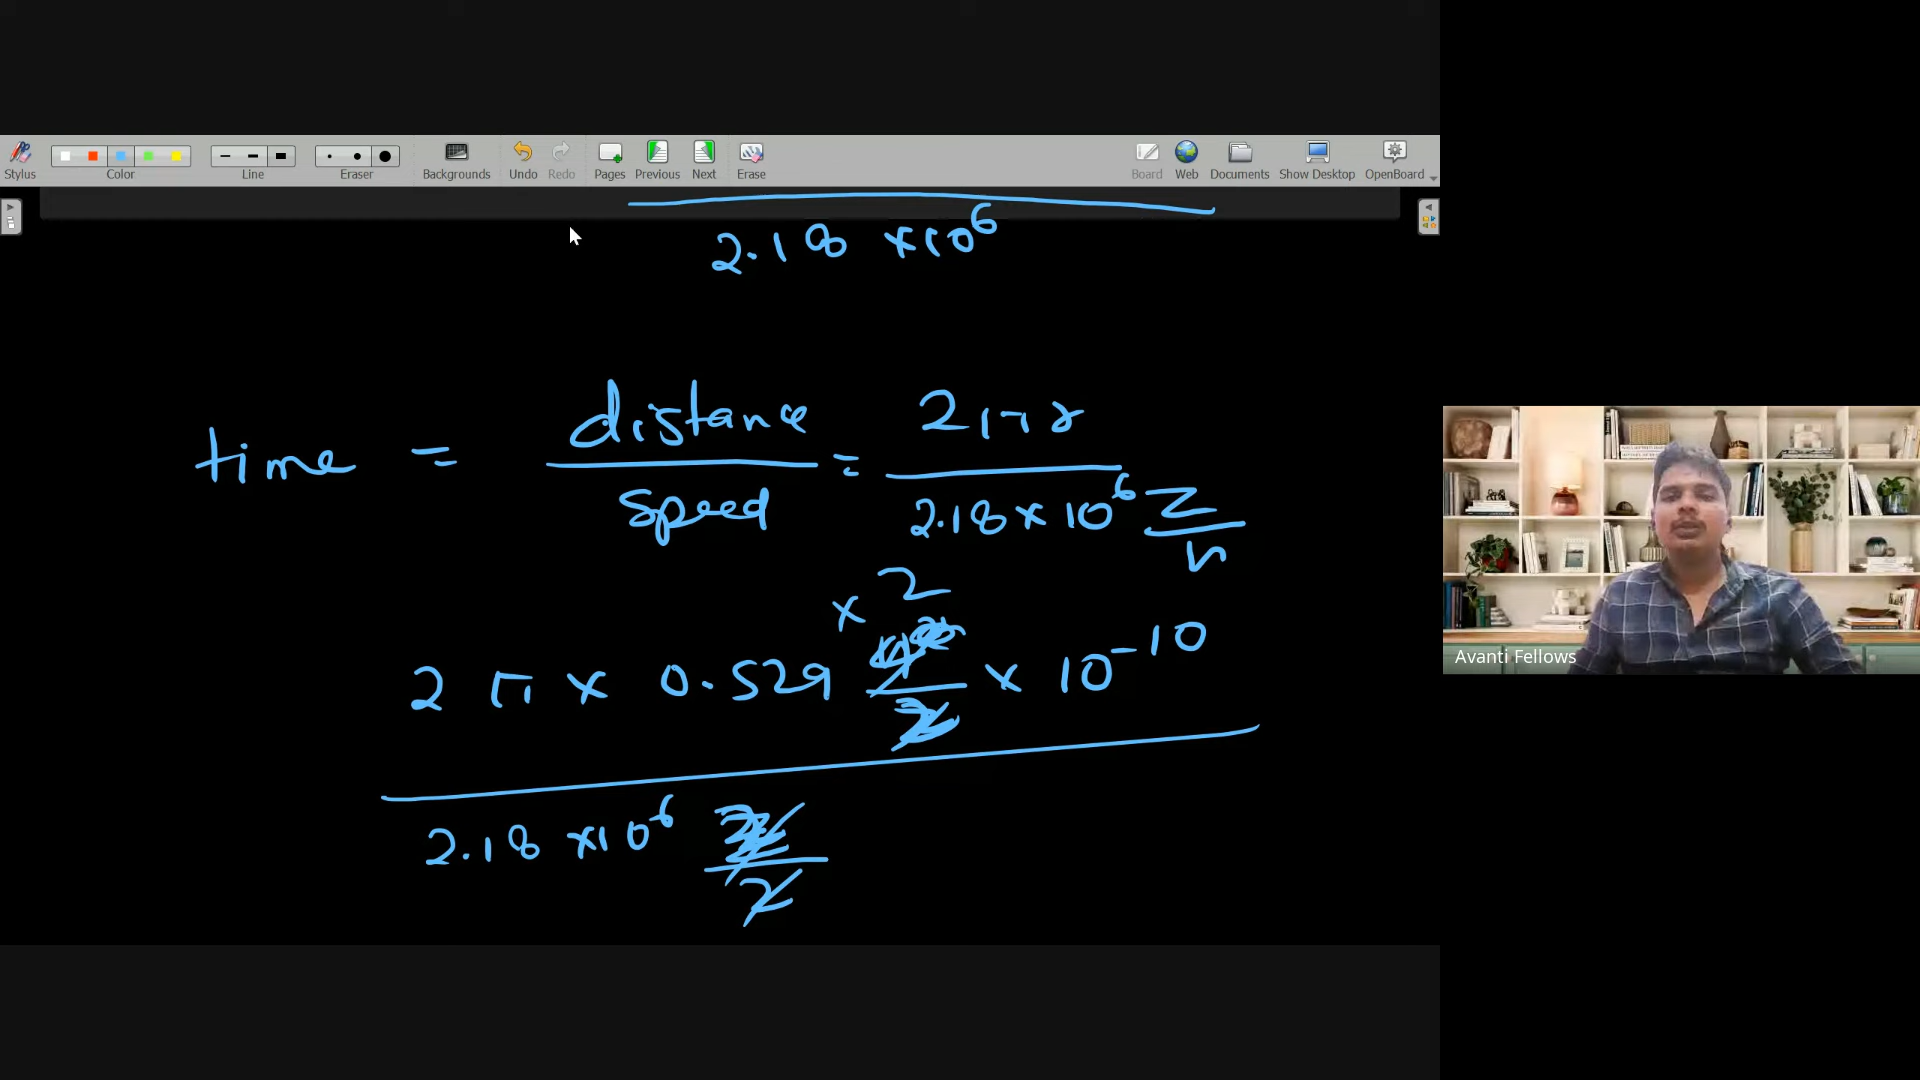 Stylus Color Line Eraser Backgrounds Undo Redo Pages Previous Next Erase Board Web Documents Show Desktop OpenBoard
2.18 × 10^6
time = distance / speed = 2πr / 2.18 × 10^6 Z/n
2π × 0.529 × 2 × 10^-10
2.18 × 10^6 2/2
Avanti Fellows